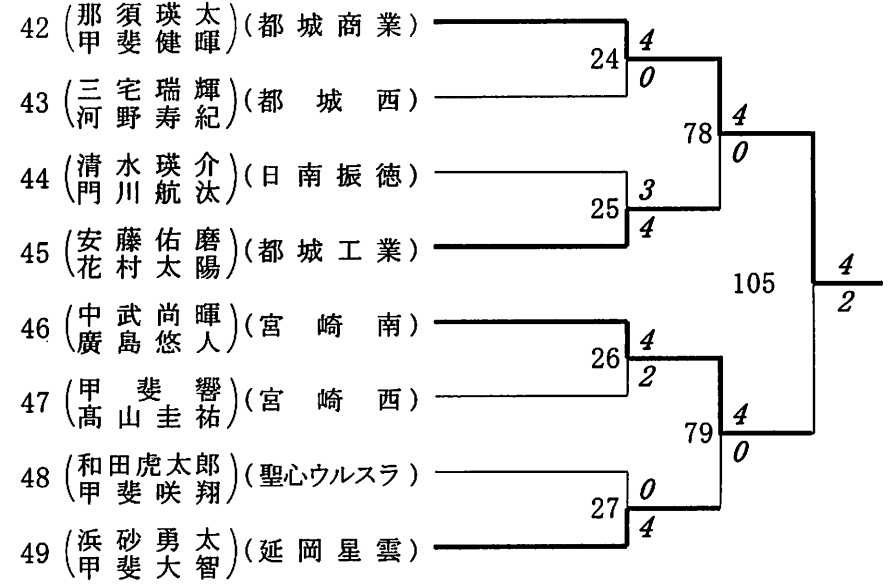 42 (那須瑛太 甲斐健暉) (都城商業)
43 (三宅瑞輝 河野寿紀) (都城西)
44 (清水瑛介 門川航汰) (日南振徳)
45 (安藤佑磨 花村太陽) (都城工業)
46 (中武尚暉 廣島悠人) (宮崎南)
47 (甲斐響 髙山圭祐) (宮崎西)
48 (和田虎太郎 甲斐咲翔) (聖心ウルスラ)
49 (浜砂勇太 甲斐大智) (延岡星雲)
24 4 0
25 3 4
26 4 2
27 0 4
78 4 0
79 4 0
105 4 2